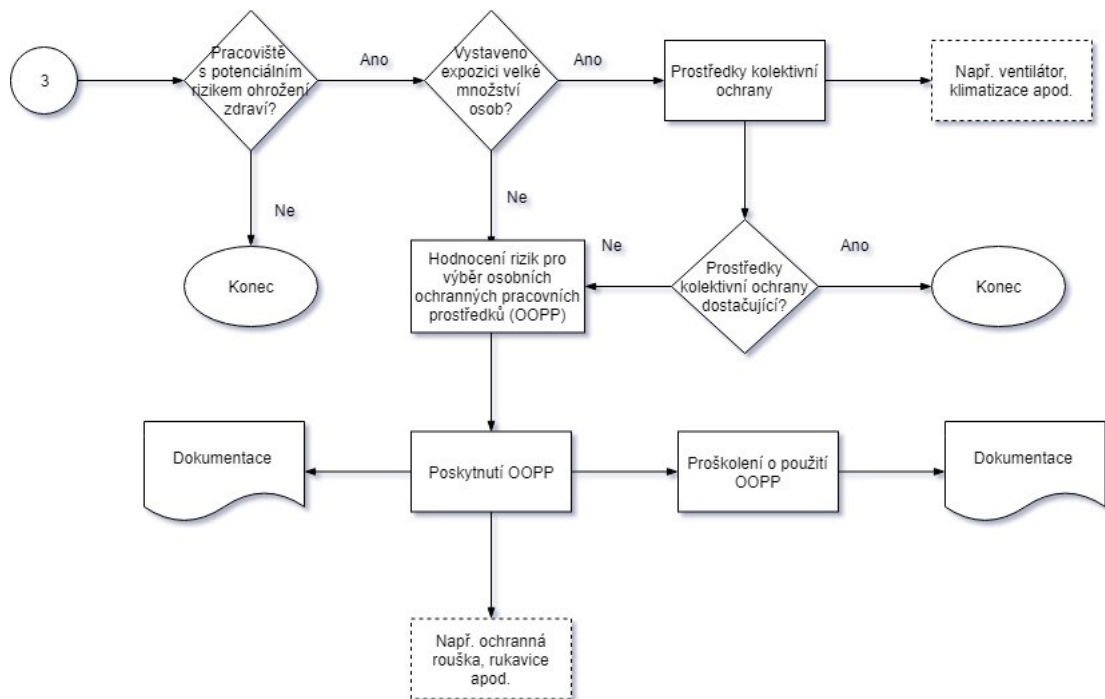 3
Pracoviště
s potenciálním
rizikem ohrožení
zdraví?
Ano
Vystaveno
expozici velké
množství
osob?
Ano
Prostředky kolektivní
ochrany
Např. ventilátor,
klimatizace apod.
Ne
Ne
Konec
Hodnocení rizik pro
výběr osobních
ochranných pracovních
prostředků (OOPP)
Ne
Prostředky
kolektivní ochrany
dostačující?
Ano
Konec
Dokumentace
Poskytnutí OOPP
Proškolení o použití
OOPP
Dokumentace
Např. ochranná
rouška, rukavice
apod.